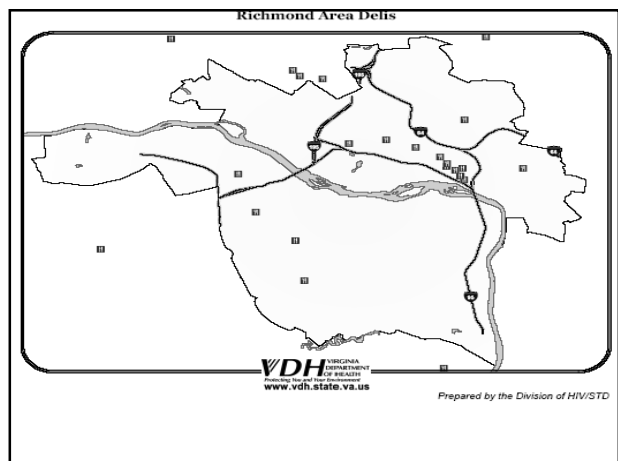 Richmond Area Delis
VDH VIRGINIA
DEPARTMENT
OF HEALTH
Protecting You and Your Environment
www.vdh.state.va.us
Prepared by the Division of HIV/STD